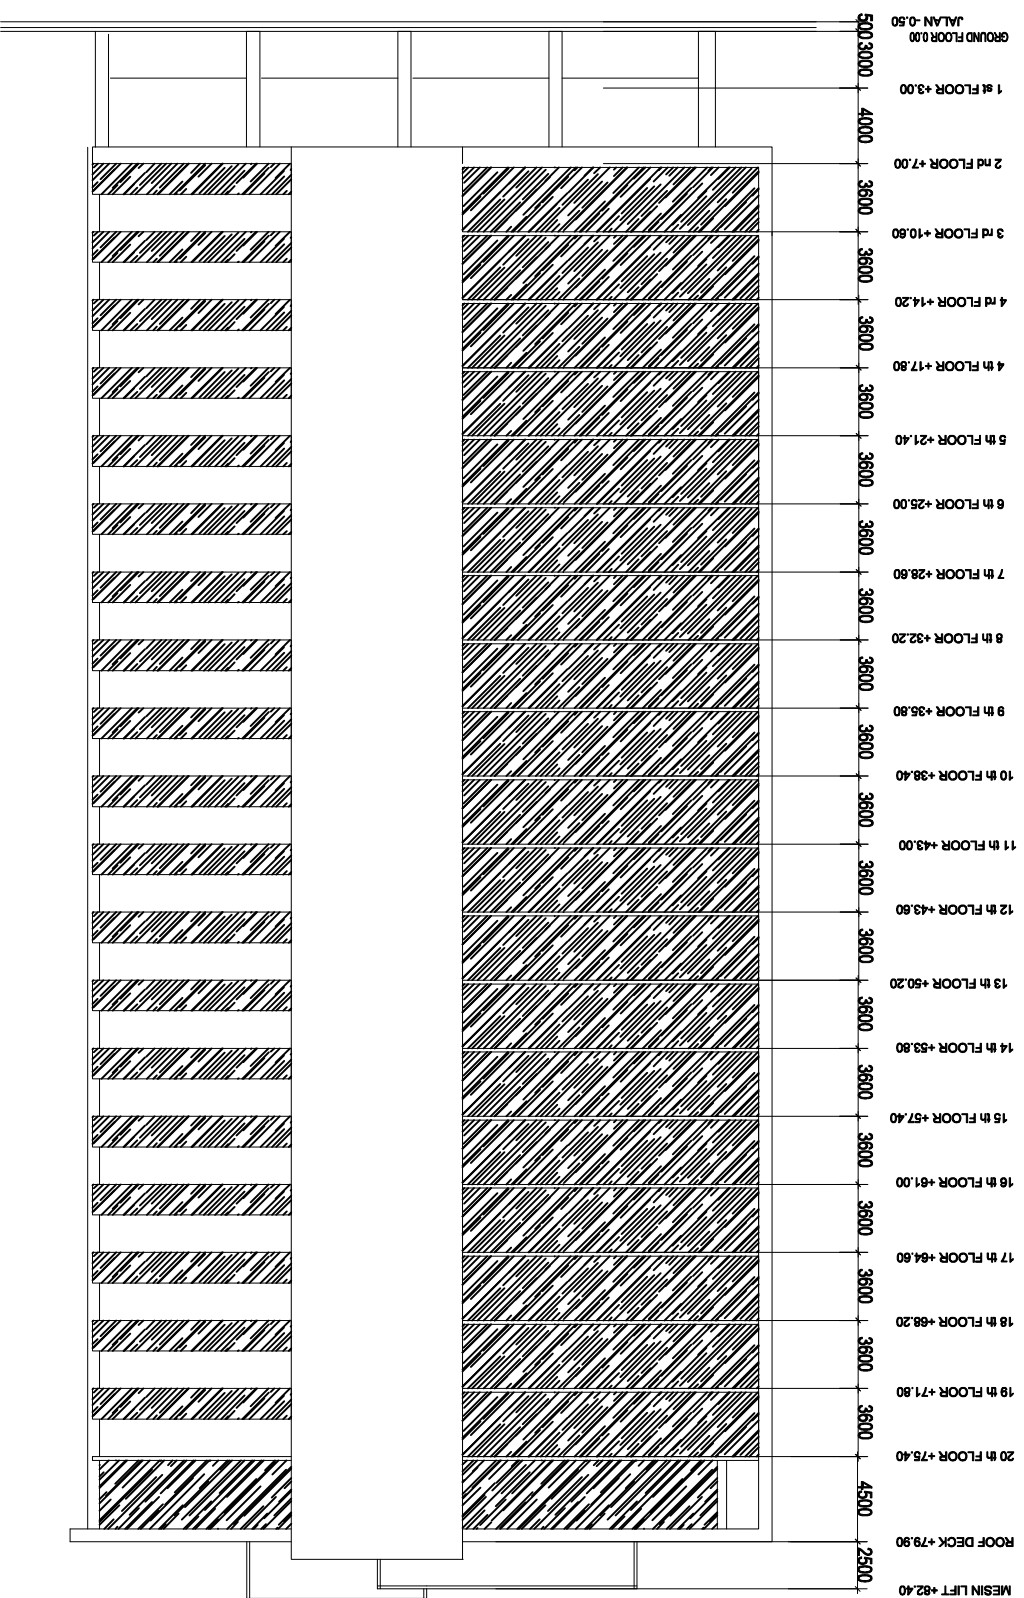 MESIN LIFT +82.40
2500
ROOF DECK +79.90
4500
20 th FLOOR +75.40
3600
19 th FLOOR +71.80
3600
18 th FLOOR +68.20
3600
17 th FLOOR +64.60
3600
16 th FLOOR +61.00
3600
15 th FLOOR +57.40
3600
14 th FLOOR +53.80
3600
13 th FLOOR +50.20
3600
12 th FLOOR +43.60
3600
11 th FLOOR +43.00
3600
10 th FLOOR +38.40
3600
9 th FLOOR +35.80
3600
8 th FLOOR +32.20
3600
7 th FLOOR +28.60
3600
6 th FLOOR +25.00
3600
5 th FLOOR +21.40
3600
4 th FLOOR +17.80
3600
4 rd FLOOR +14.20
3600
3 rd FLOOR +10.60
3600
2 nd FLOOR +7.00
4000
1 st FLOOR +3.00
3000
GROUND FLOOR 0.00
500
JALAN -0.50